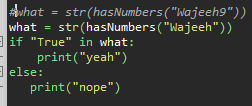 #what = str(hasNumbers("Wajeeh9"))
what = str(hasNumbers("Wajeeh"))
if "True" in what:
    print("yeah")
else:
    print("nope")